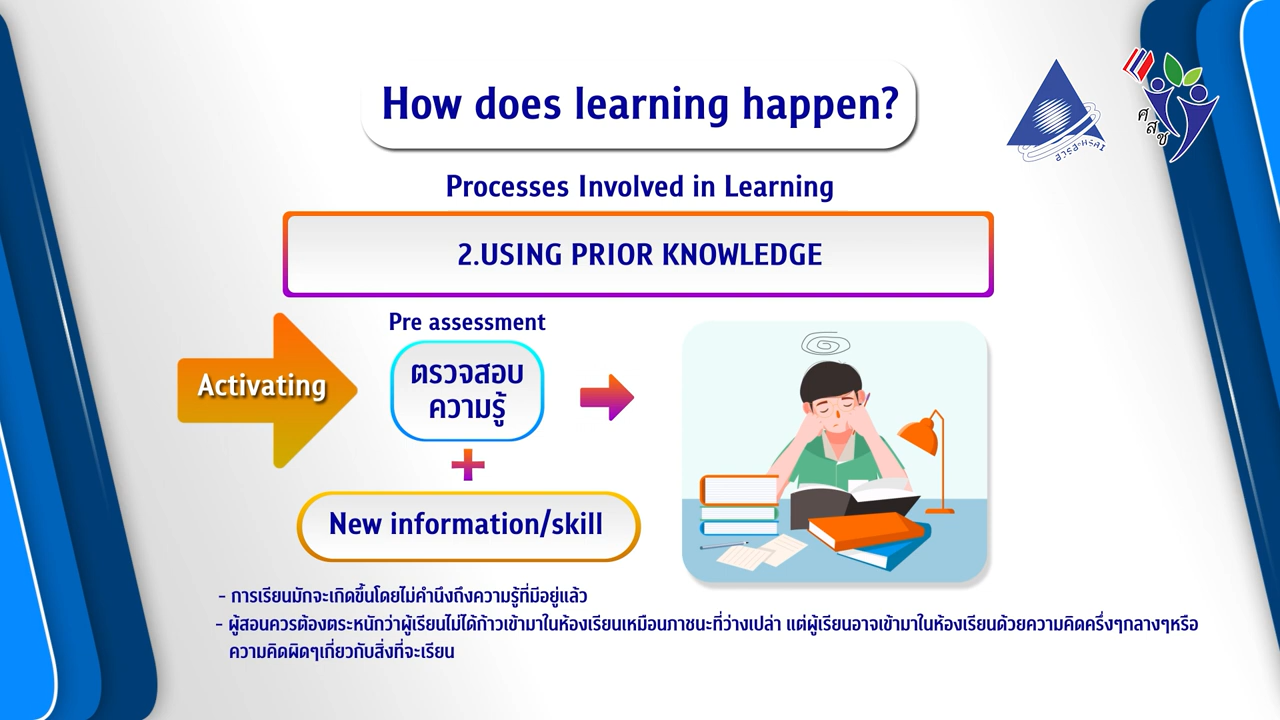 How does learning happen?
ศ
ส
ช
Processes Involved in Learning
2.USING PRIOR KNOWLEDGE
Pre assessment
Activating
ตรวจสอบ
ความรู้
+
New information/skill
- การเรียนมักจะเกิดขึ้นโดยไม่คำนึงถึงความรู้ที่มีอยู่แล้ว
- ผู้สอนควรต้องตระหนักว่าผู้เรียนไม่ได้ก้าวเข้ามาในห้องเรียนเหมือนภาชนะที่ว่างเปล่า แต่ผู้เรียนอาจเข้ามาในห้องเรียนด้วยความคิดครึ่งๆกลางๆหรือ
ความคิดผิดๆเกี่ยวกับสิ่งที่จะเรียน